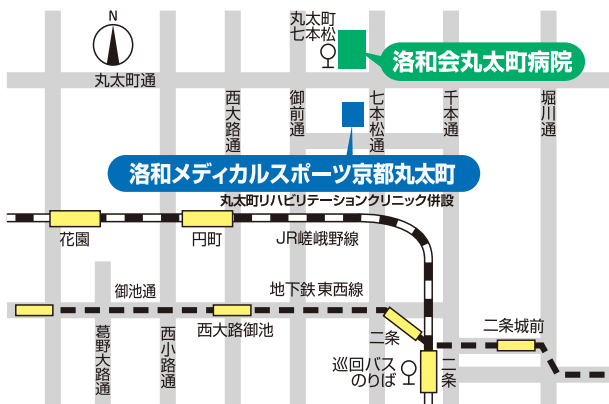 N
丸太町
七本松
洛和会丸太町病院
丸太町通
西大路通
御前通
七本松通
千本通
堀川通
洛和メディカルスポーツ京都丸太町
丸太町リハビリテーションクリニック併設
花園
円町
JR嵯峨野線
御池通
地下鉄東西線
西大路御池
二条
二条城前
葛野大路通
西小路通
巡回バス
のりば
二条